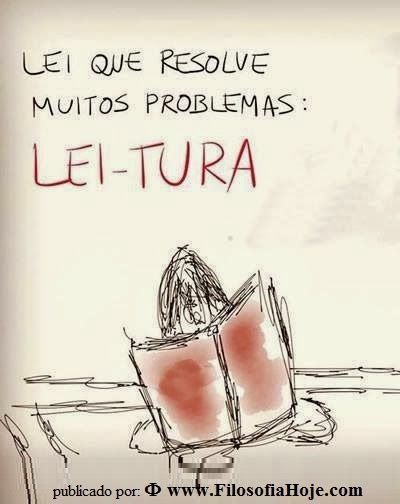 LEI QUE RESOLVE
MUITOS PROBLEMAS:
LEI-TURA
publicado por: Φ www.FilosofiaHoje.com